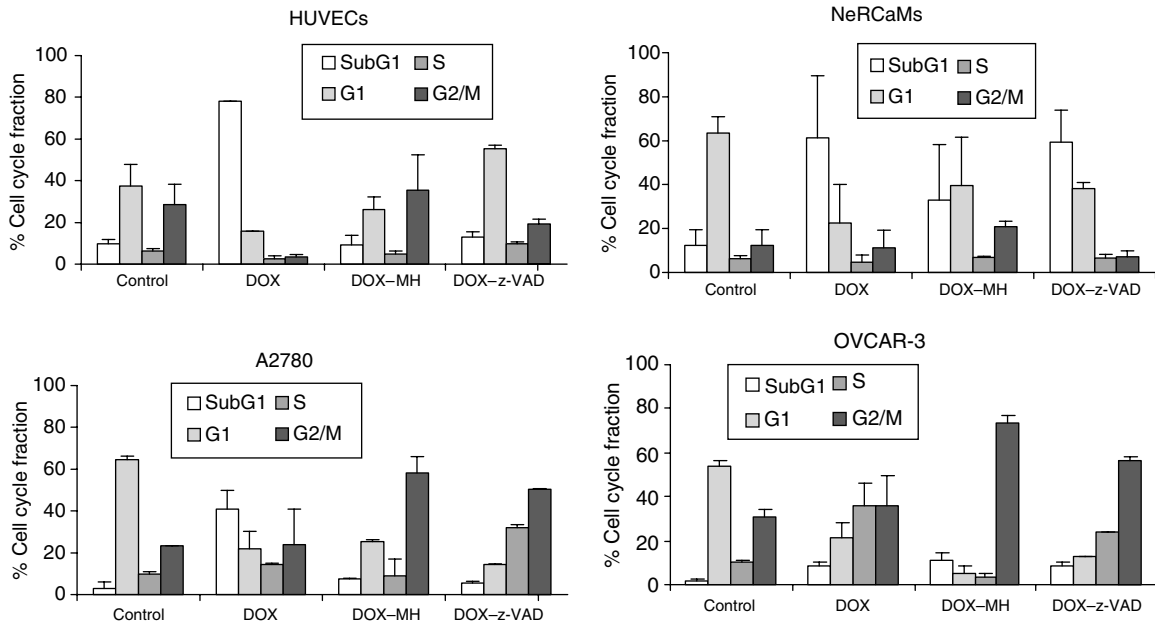 HUVECs
% Cell cycle fraction
100
80
60
40
20
0
SubG1 S
G1 G2/M
Control DOX DOX–MH DOX–z-VAD
NeRCaMs
% Cell cycle fraction
100
80
60
40
20
0
SubG1 S
G1 G2/M
Control DOX DOX–MH DOX–z-VAD
A2780
% Cell cycle fraction
100
80
60
40
20
0
SubG1 S
G1 G2/M
Control DOX DOX–MH DOX–z-VAD
OVCAR-3
% Cell cycle fraction
100
80
60
40
20
0
SubG1 S
G1 G2/M
Control DOX DOX–MH DOX–z-VAD